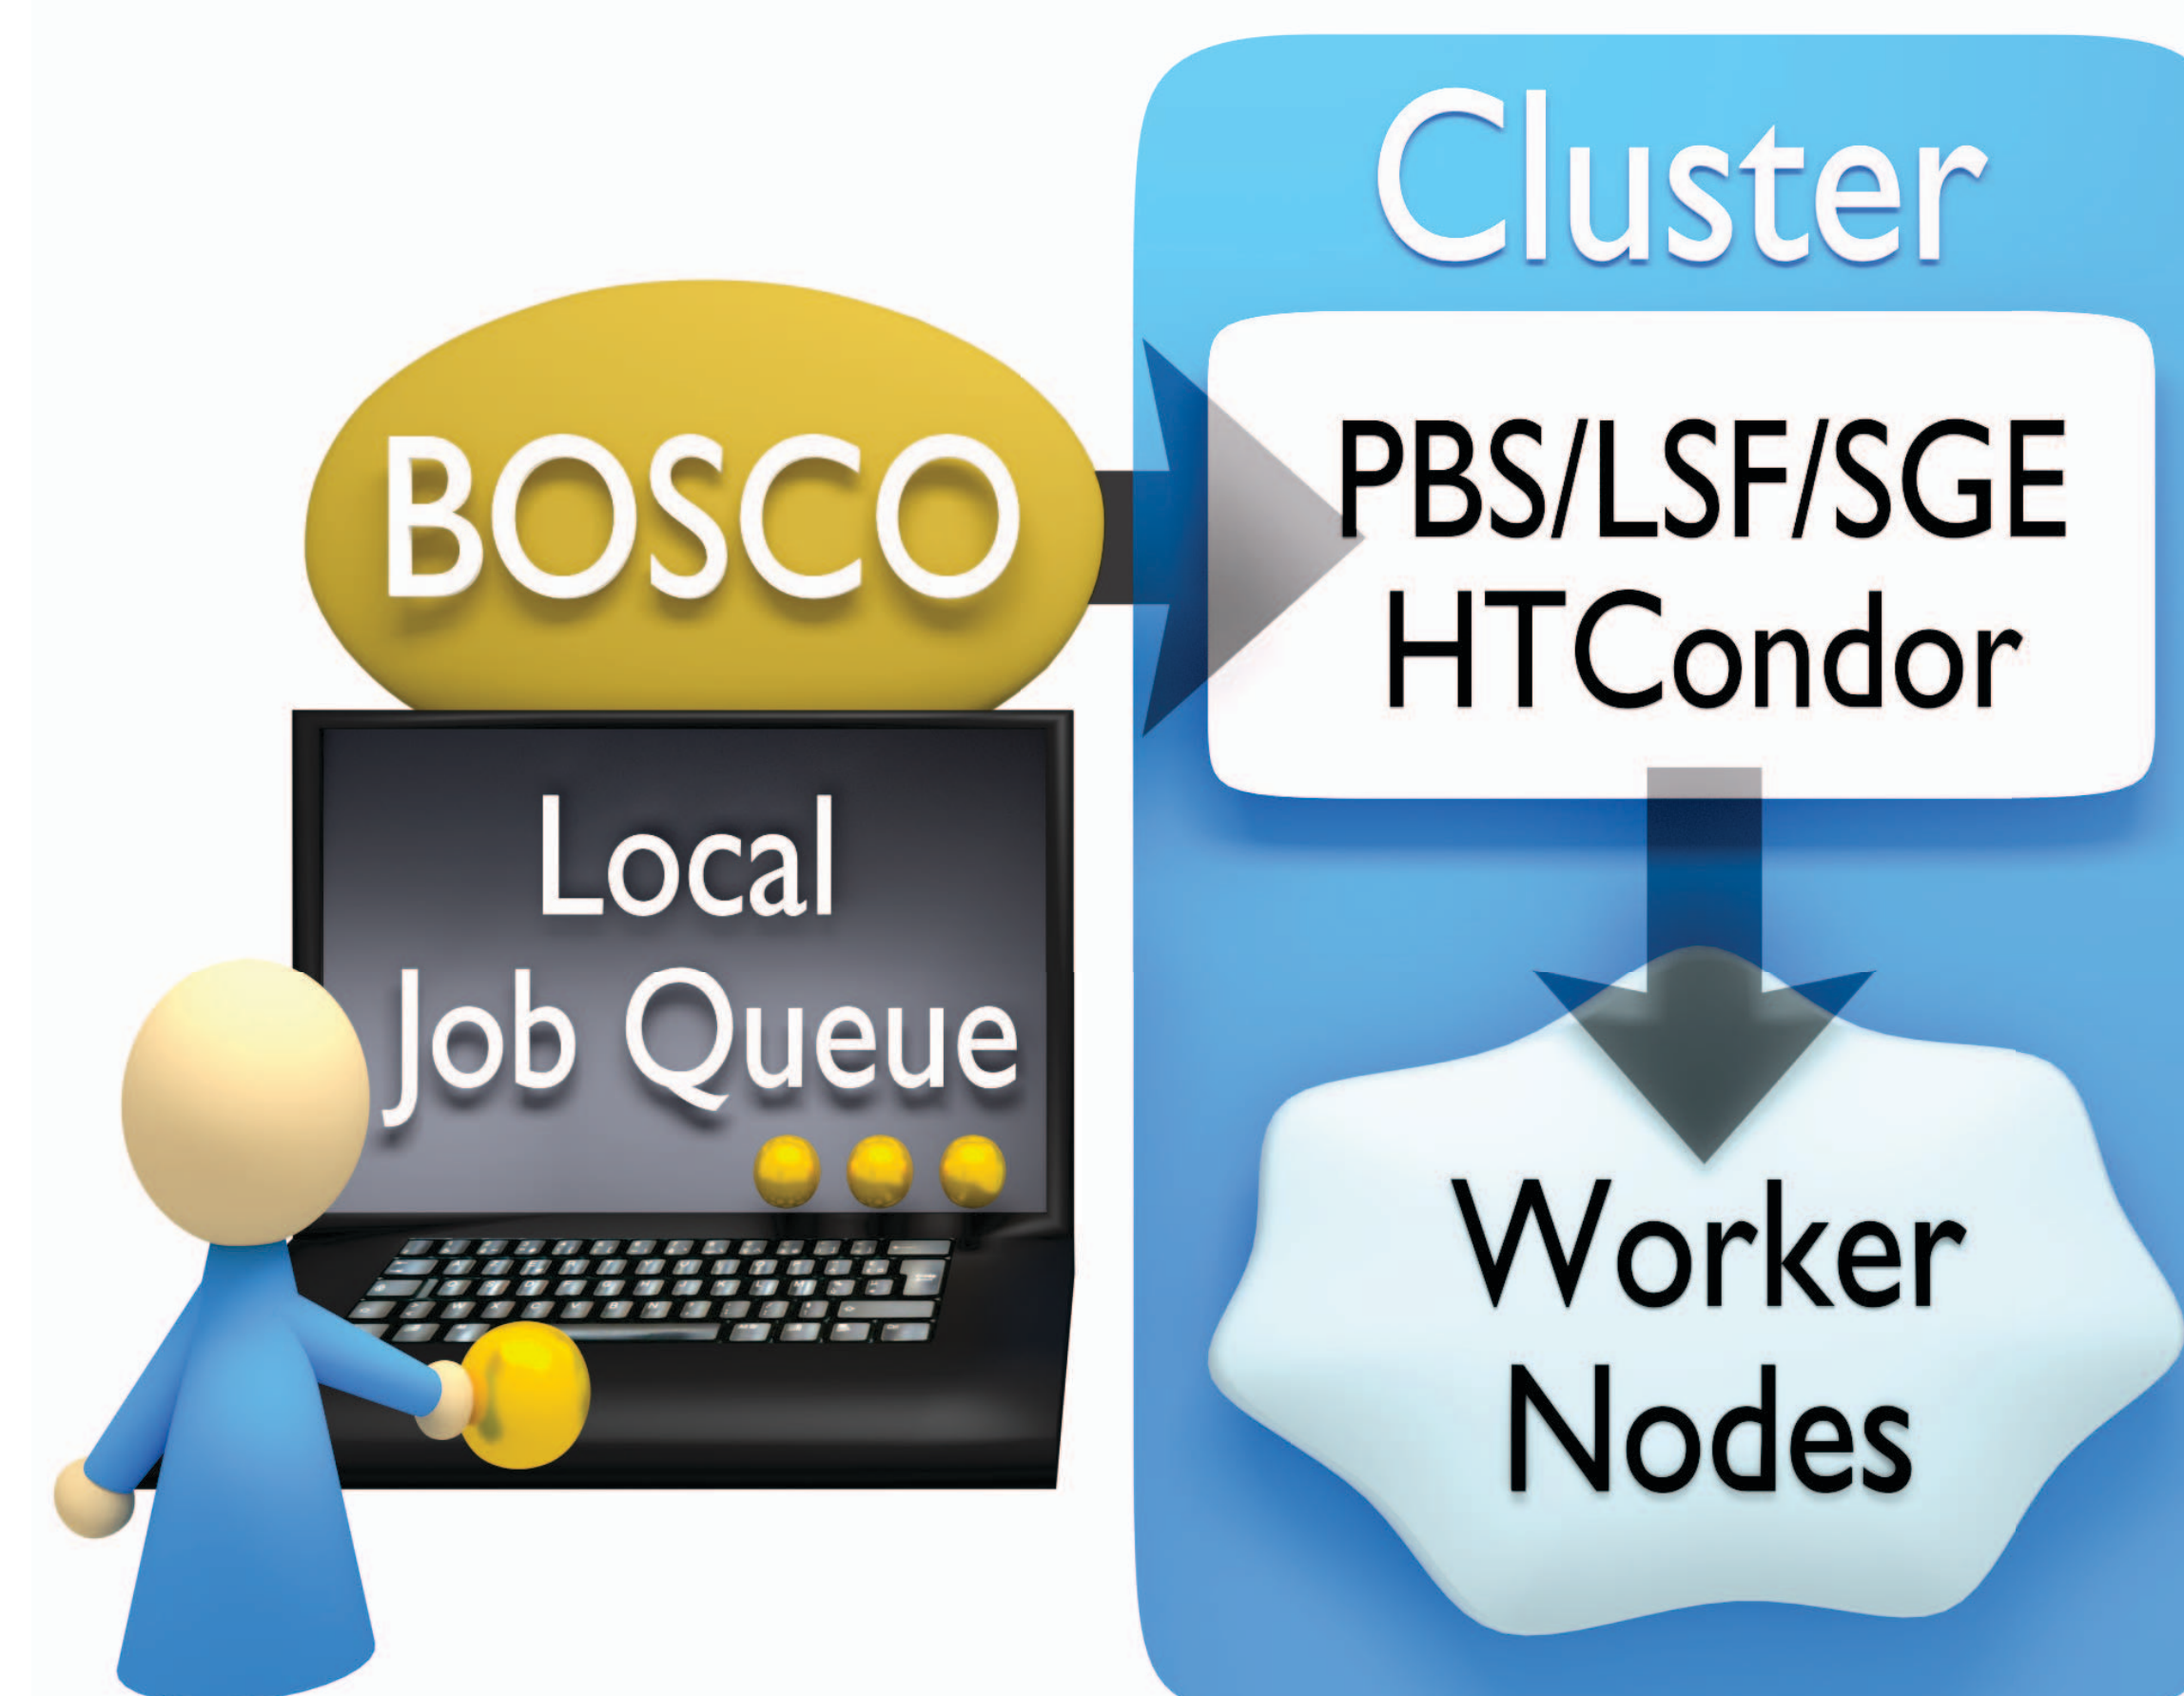 BOSCO
Local
Job Queue
Cluster
PBS/LSF/SGE
HTCondor
Worker
Nodes